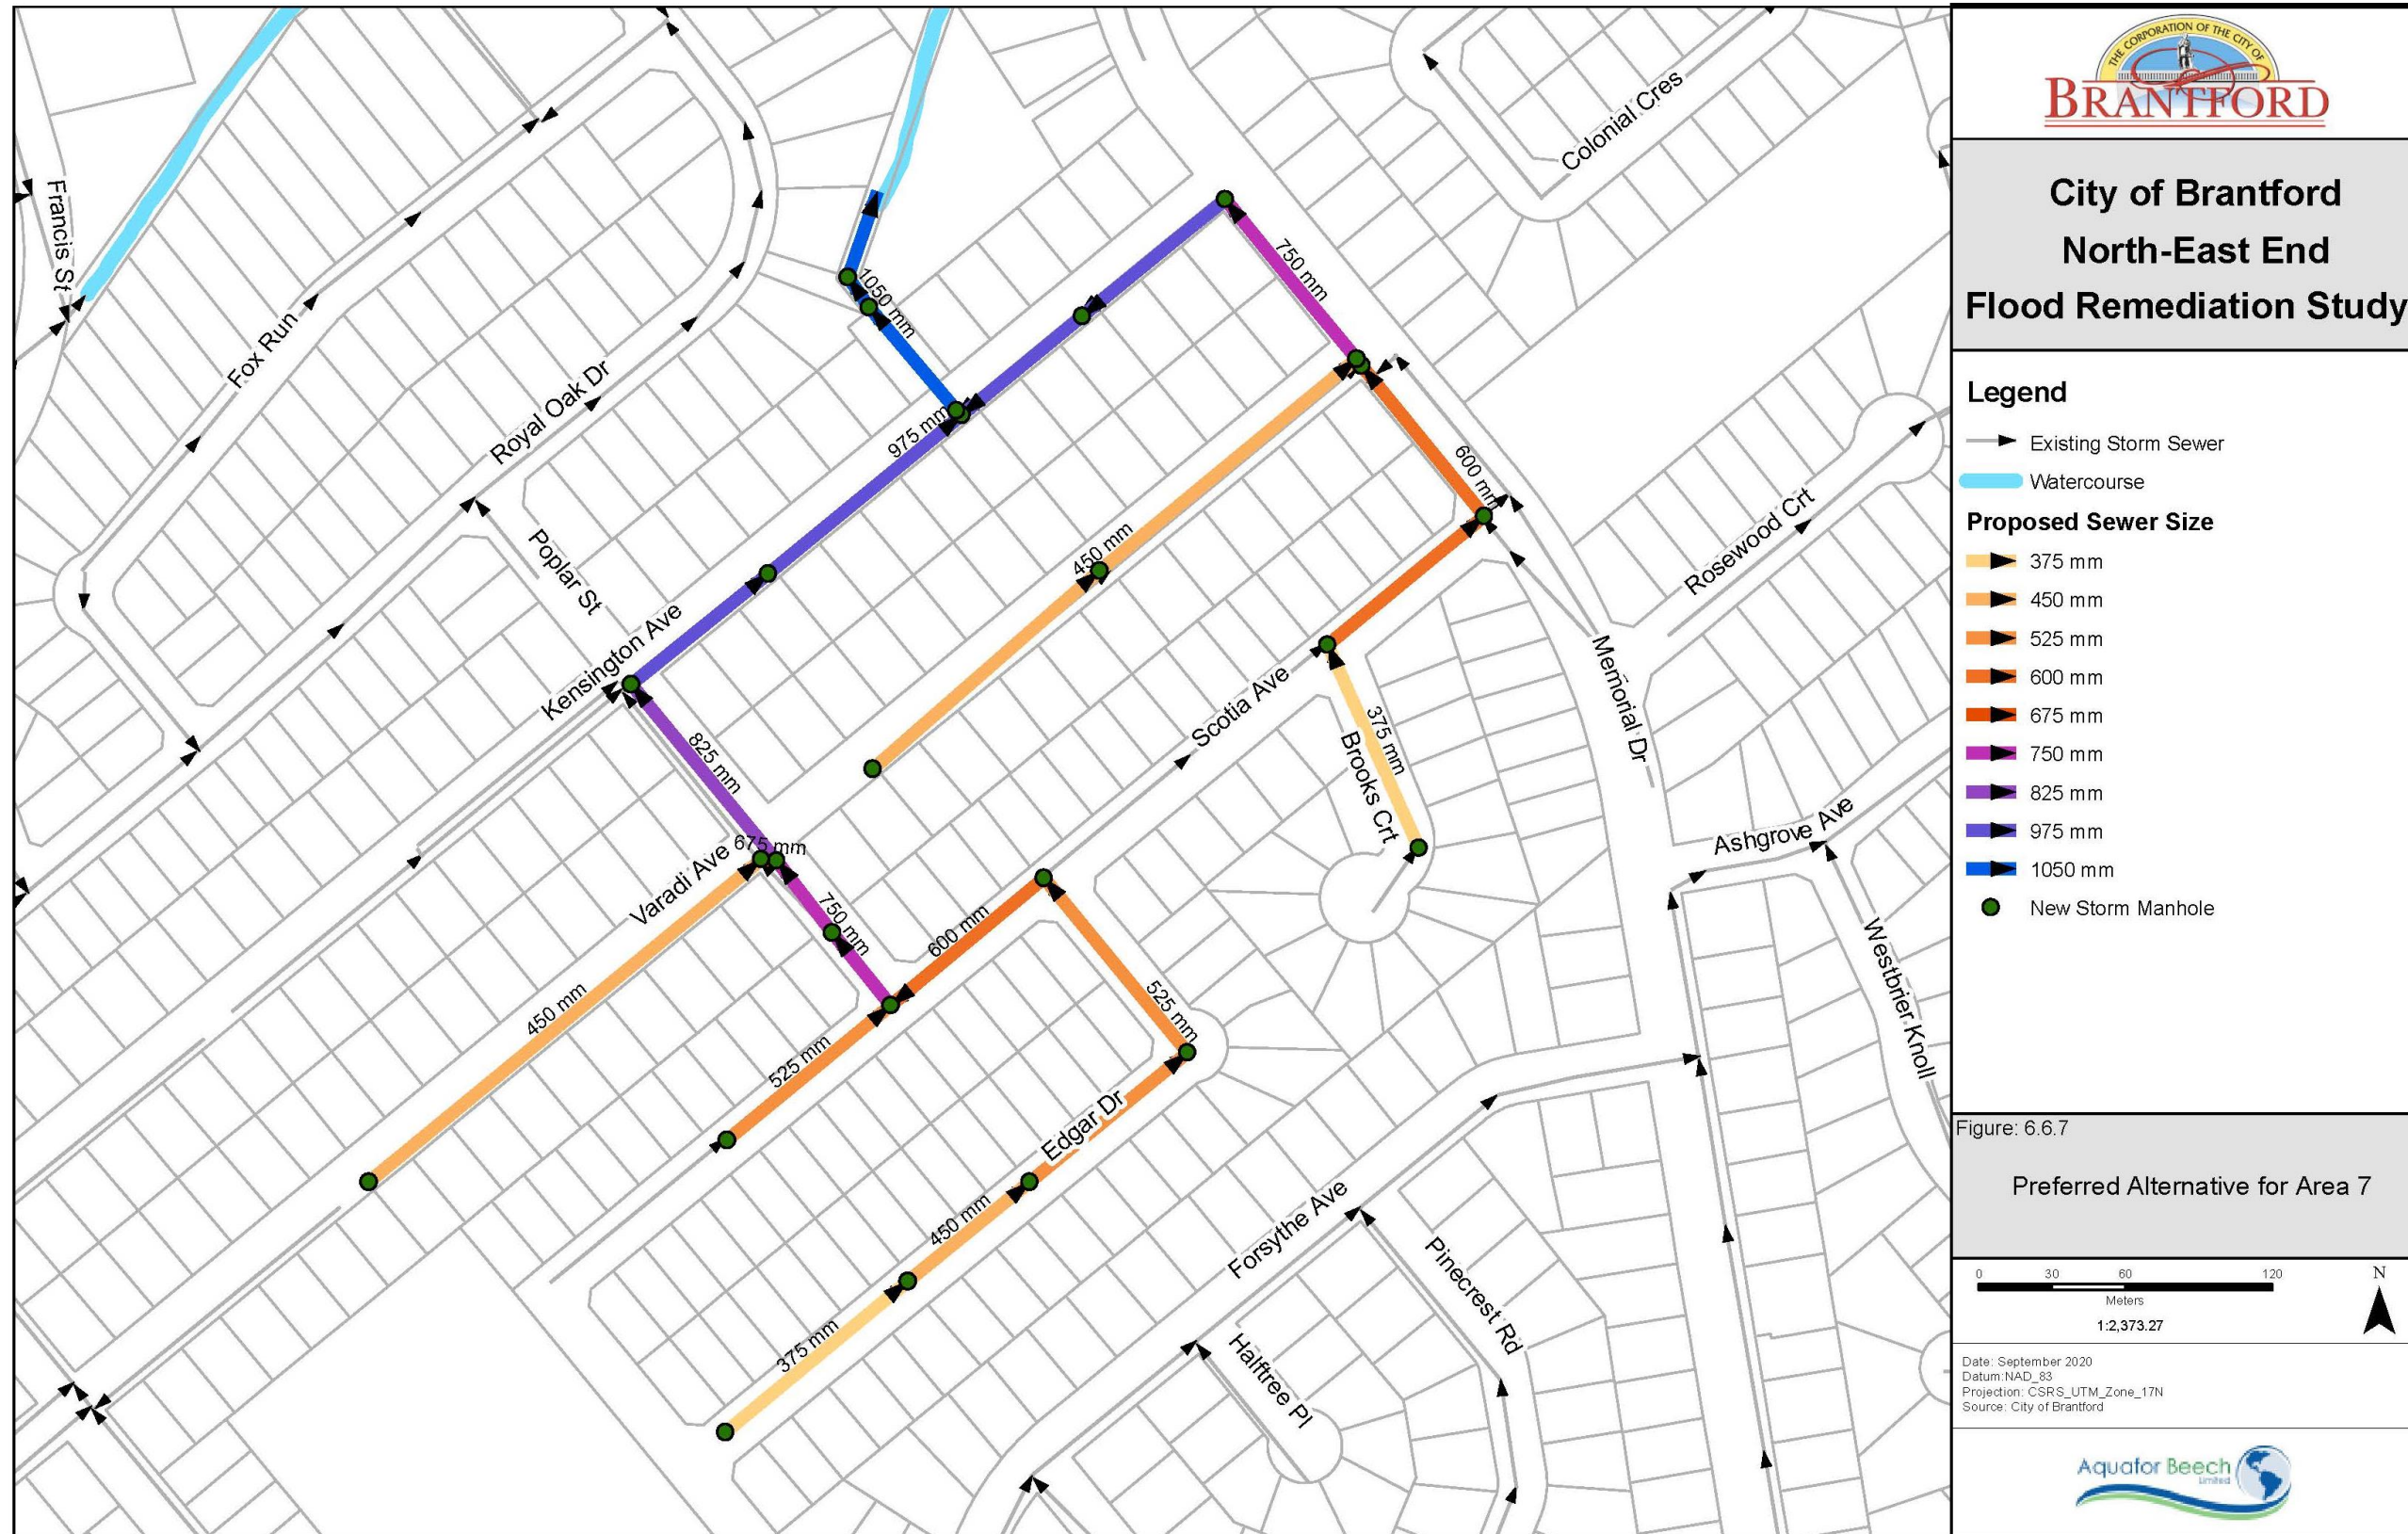 THE CORPORATION OF THE CITY OF
BRANTFORD
City of Brantford
North-East End
Flood Remediation Study
Legend
Existing Storm Sewer
Watercourse
Proposed Sewer Size
375 mm
450 mm
525 mm
600 mm
675 mm
750 mm
825 mm
975 mm
1050 mm
New Storm Manhole
Figure: 6.6.7
Preferred Alternative for Area 7
0 30 60 120
Meters
1:2,373.27
N
Date: September 2020
Datum:NAD_83
Projection: CSRS_UTM_Zone_17N
Source: City of Brantford
Aquafor Beech
Limited
Colonial Cres
Francis St
750 mm
1050 mm
Fox Run
Royal Oak Dr
975 mm
600 mm
Rosewood Crt
450 mm
Poplar St
Kensington Ave
Memorial Dr
Scotia Ave
375 mm
Brooks Crt
825 mm
Ashgrove Ave
675 mm
Varadi Ave
750 mm
600 mm
Westbrier Knoll
450 mm
525 mm
525 mm
Edgar Dr
450 mm
Forsythe Ave
Pinecrest Rd
375 mm
Halftree Pl